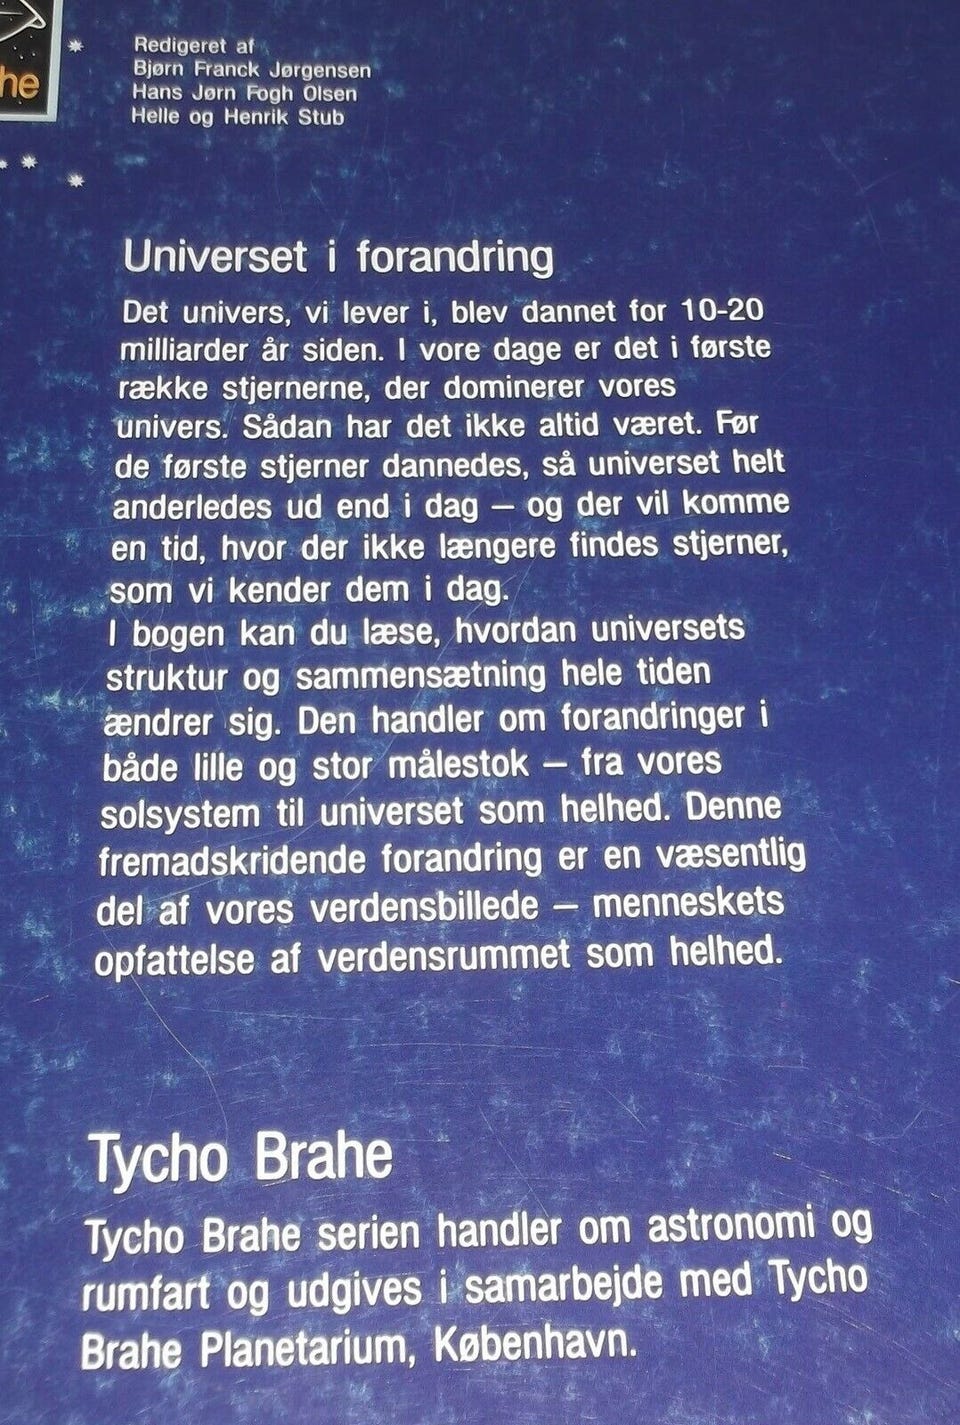 he
Redigeret af
Bjørn Franck Jørgensen
Hans Jørn Fogh Olsen
Helle og Henrik Stub
Universet i forandring
Det univers, vi lever i, blev dannet for 10-20
milliarder år siden. I vore dage er det i første
række stjernerne, der dominerer vores
univers. Sådan har det ikke altid været. Før
de første stjerner dannedes, så universet helt
anderledes ud end i dag – og der vil komme
en tid, hvor der ikke længere findes stjerner,
som vi kender dem i dag.
I bogen kan du læse, hvordan universets
struktur og sammensætning hele tiden
ændrer sig. Den handler om forandringer i
både lille og stor målestok – fra vores
solsystem til universet som helhed. Denne
fremadskridende forandring er en væsentlig
del af vores verdensbillede – menneskets
opfattelse af verdensrummet som helhed.
Tycho Brahe
Tycho Brahe serien handler om astronomi og
rumfart og udgives i samarbejde med Tycho
Brahe Planetarium, København.